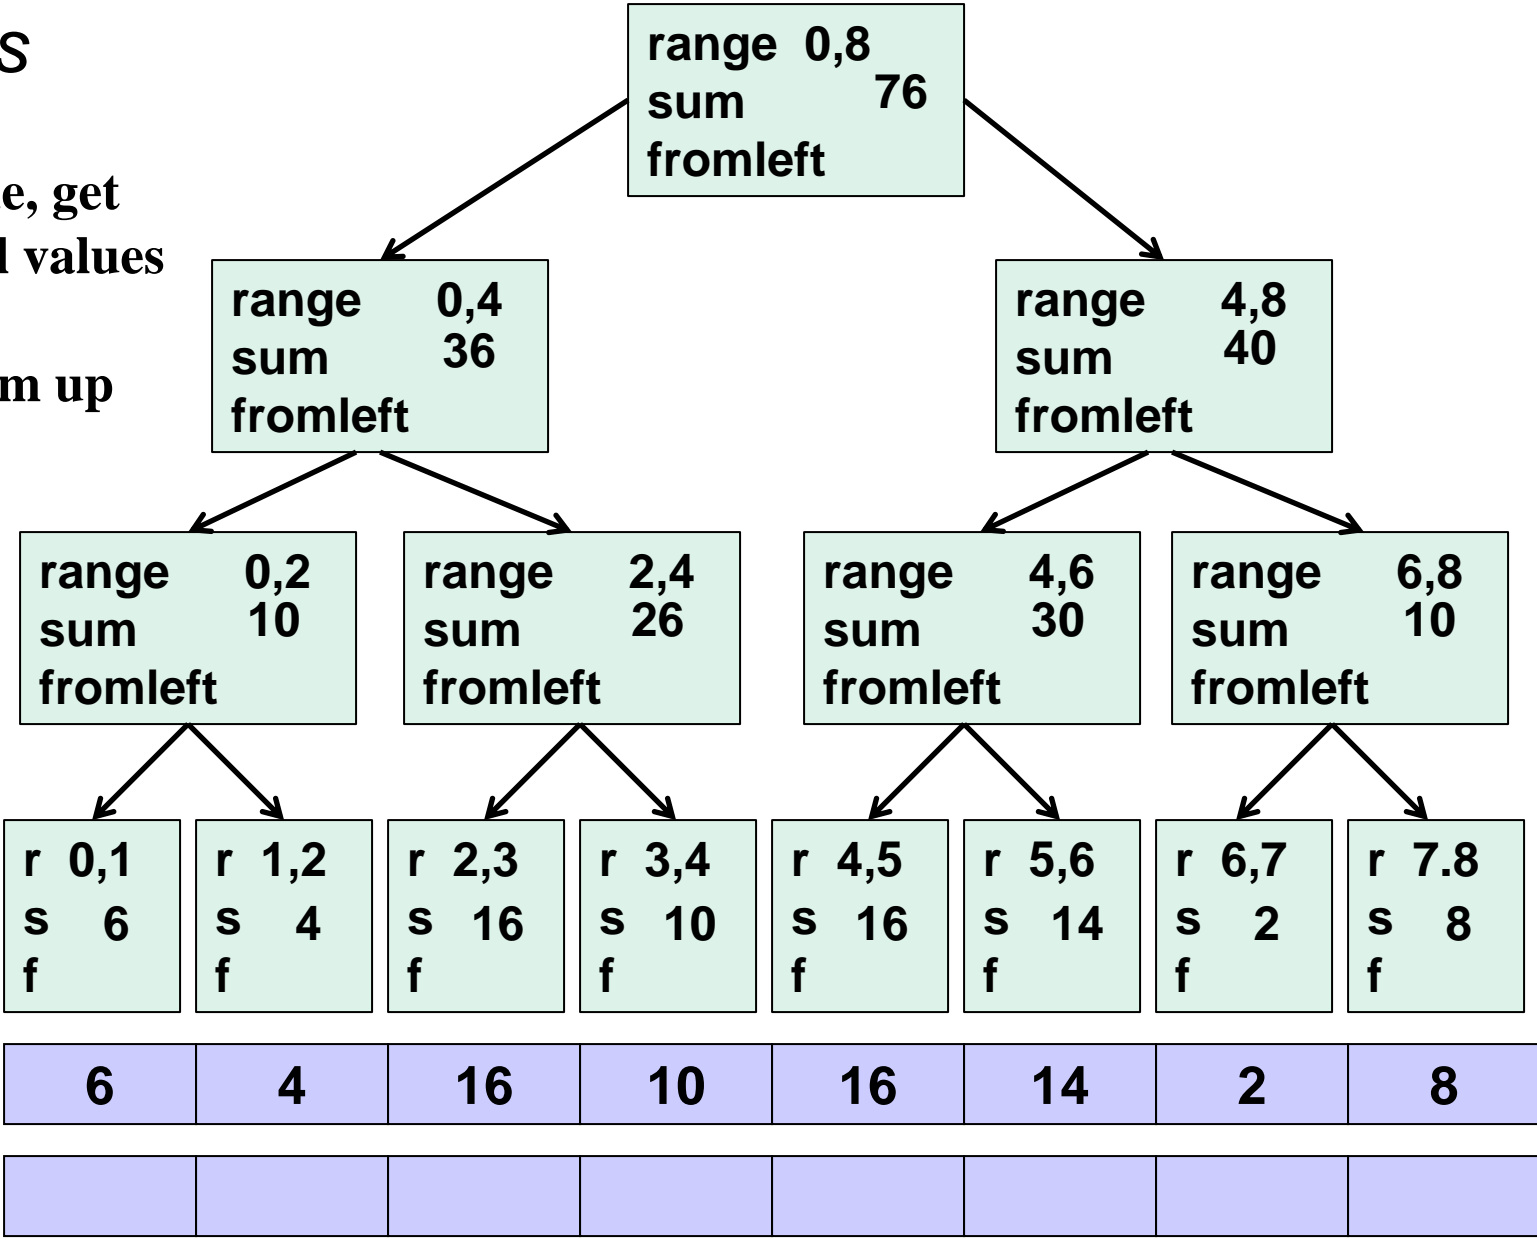 s
e, get
values
m up
range 0,8
sum 76
fromleft
range 0,4
sum 36
fromleft
range 4,8
sum 40
fromleft
range 0,2
sum 10
fromleft
range 2,4
sum 26
fromleft
range 4,6
sum 30
fromleft
range 6,8
sum 10
fromleft
r 0,1
s 6
f
r 1,2
s 4
f
r 2,3
s 16
f
r 3,4
s 10
f
r 4,5
s 16
f
r 5,6
s 14
f
r 6,7
s 2
f
r 7.8
s 8
f
6 4 16 10 16 14 2 8